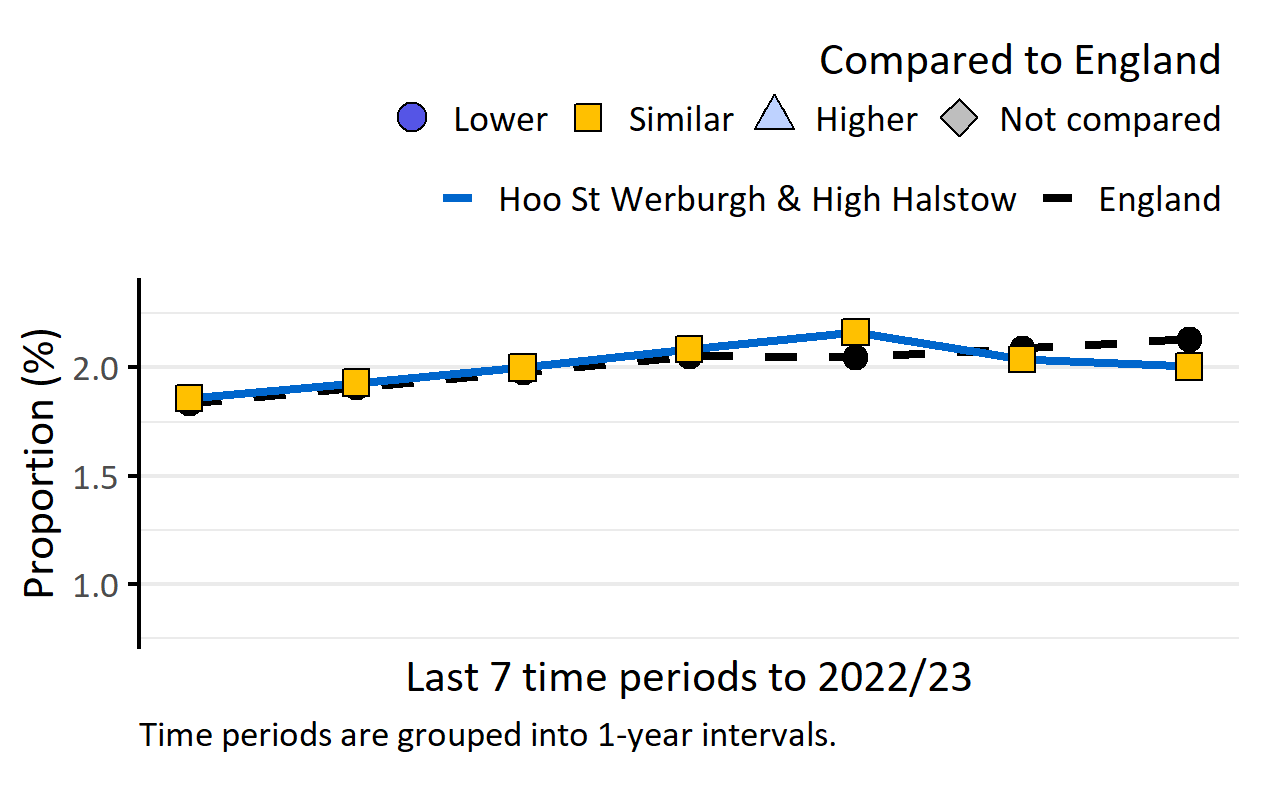 Compared to England
Lower Similar Higher Not compared
Hoo St Werburgh & High Halstow England
Proportion (%)
2.0
1.5
1.0
Last 7 time periods to 2022/23
Time periods are grouped into 1-year intervals.